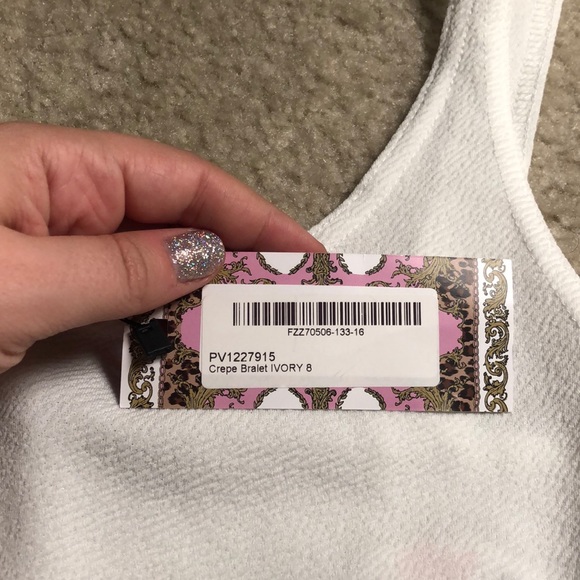 FZZ70506-133-16
PV1227915
Crepe Bralet IVORY 8